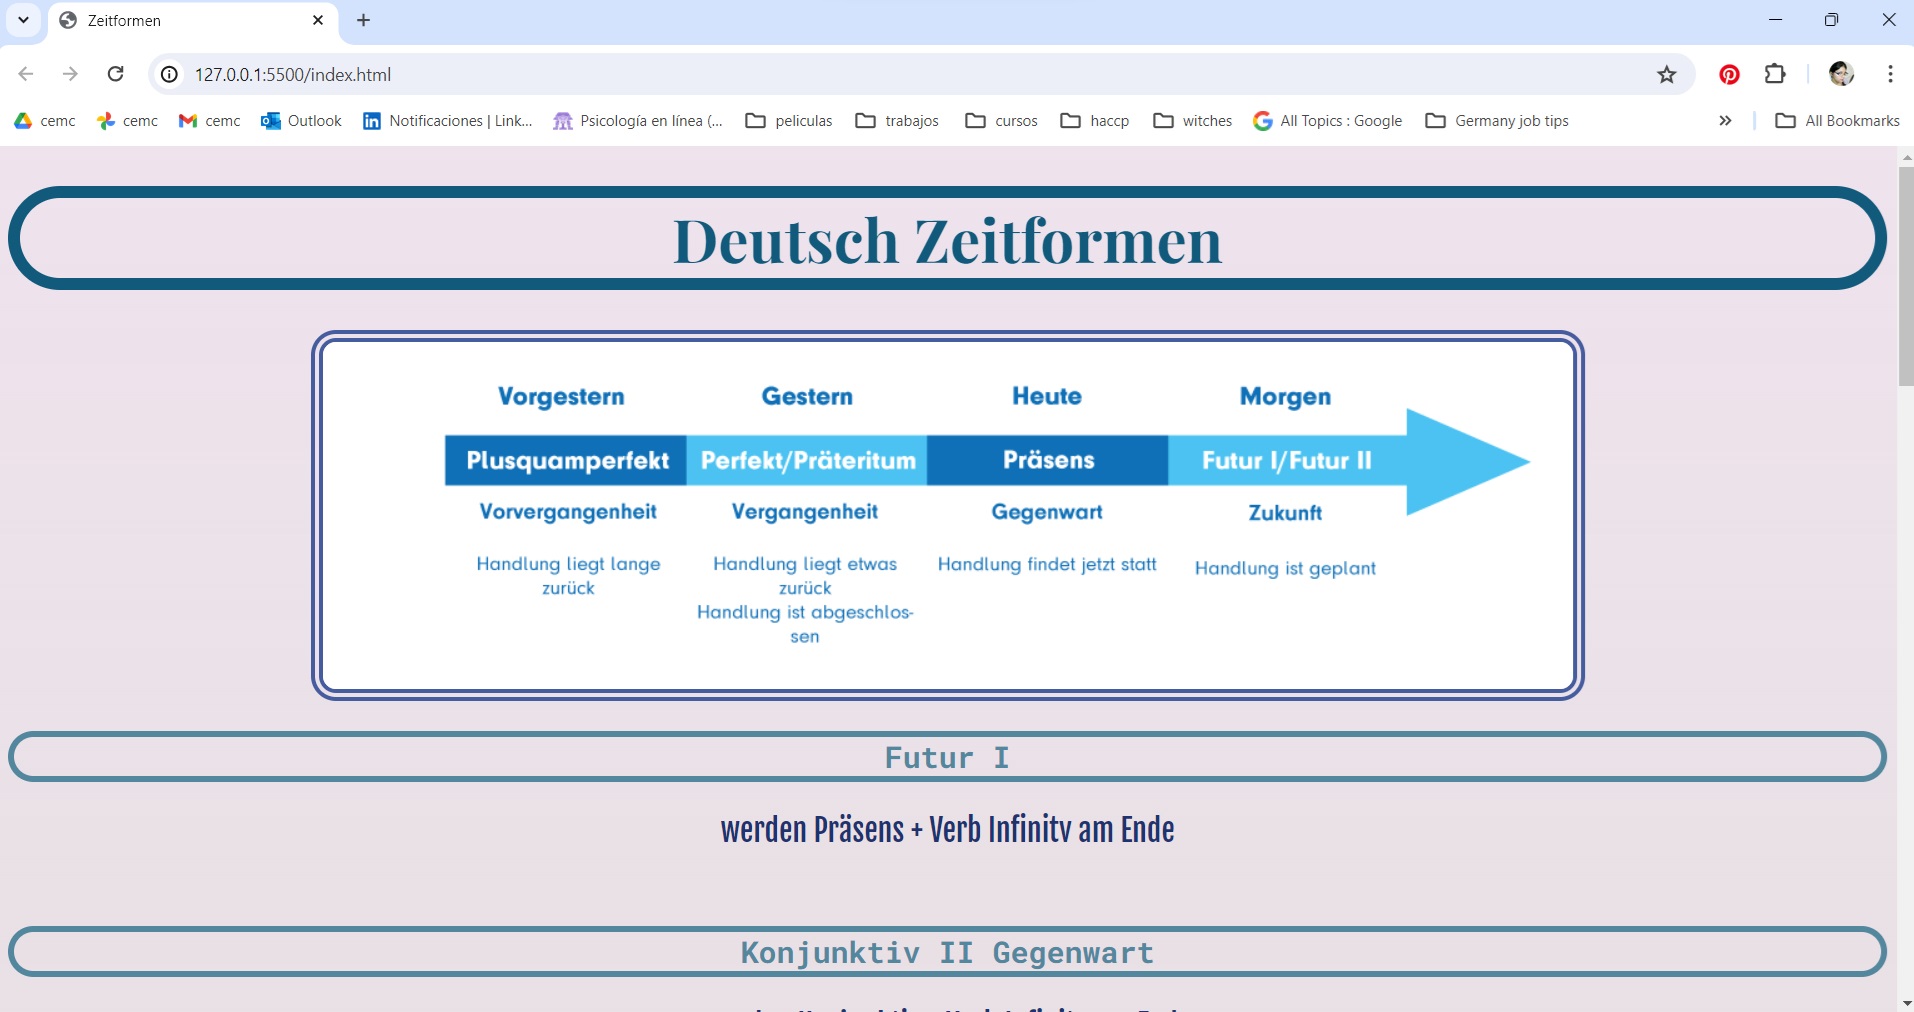 Zeitformen
127.0.0.1:5500/index.html
cemc cemc cemc Outlook Notificaciones | Link... Psicología en línea (... peliculas trabajos cursos haccp witches All Topics : Google Germany job tips » All Bookmarks
Deutsch Zeitformen
Vorgestern Gestern Heute Morgen
Plusquamperfekt Perfekt/Präteritum Präsens Futur I/Futur II
Vorvergangenheit Vergangenheit Gegenwart Zukunft
Handlung liegt lange
zurück
Handlung liegt etwas
zurück
Handlung ist abgeschlos-
sen
Handlung findet jetzt statt
Handlung ist geplant
Futur I
werden Präsens + Verb Infinitv am Ende
Konjunktiv II Gegenwart